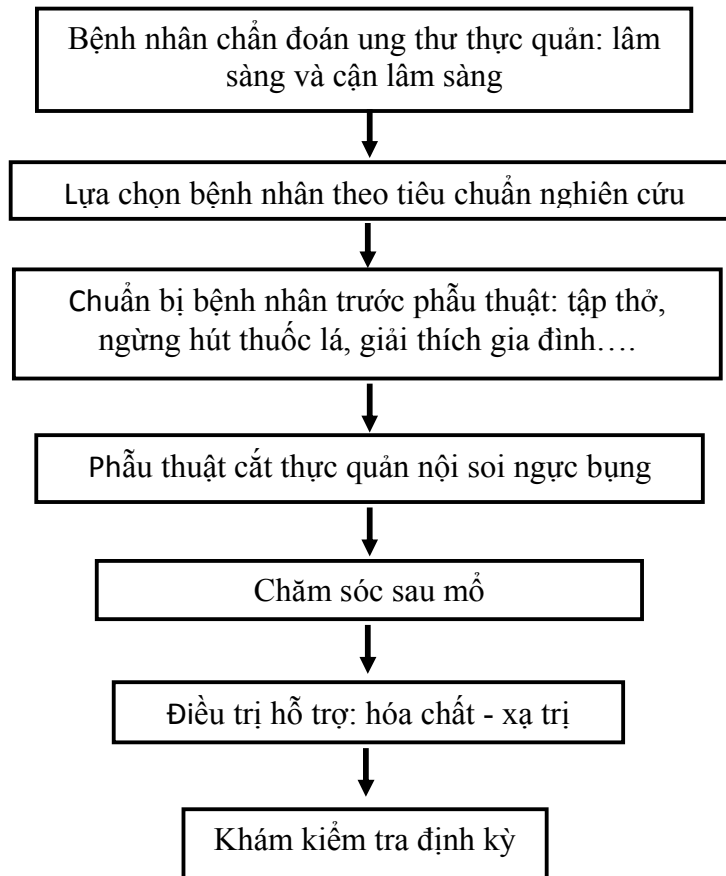 Bệnh nhân chẩn đoán ung thư thực quản: lâm
sàng và cận lâm sàng
Lựa chọn bệnh nhân theo tiêu chuẩn nghiên cứu
Chuẩn bị bệnh nhân trước phẫu thuật: tập thở,
ngừng hút thuốc lá, giải thích gia đình….
Phẫu thuật cắt thực quản nội soi ngực bụng
Chăm sóc sau mổ
Điều trị hỗ trợ: hóa chất - xạ trị
Khám kiểm tra định kỳ